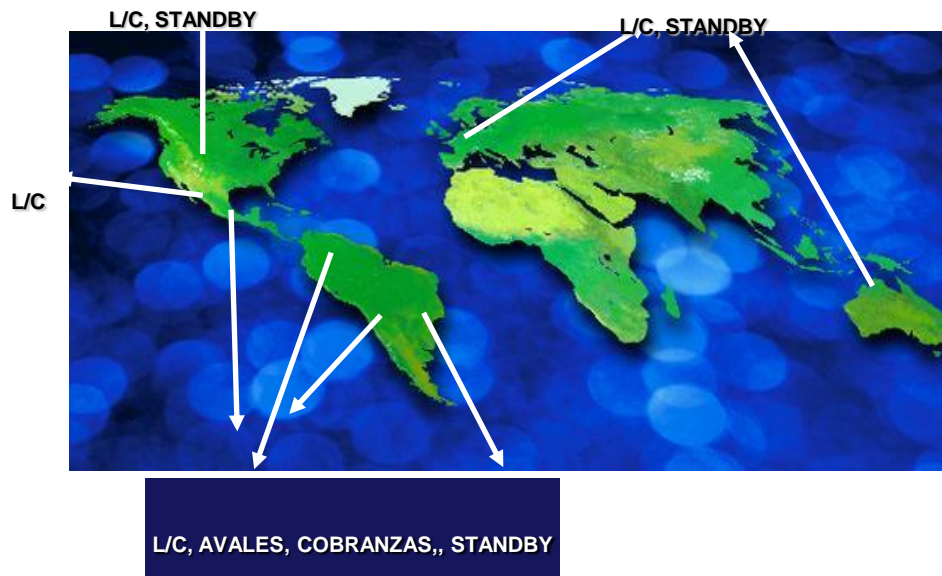 L/C, STANDBY
L/C, STANDBY
L/C
L/C, AVALES, COBRANZAS,, STANDBY